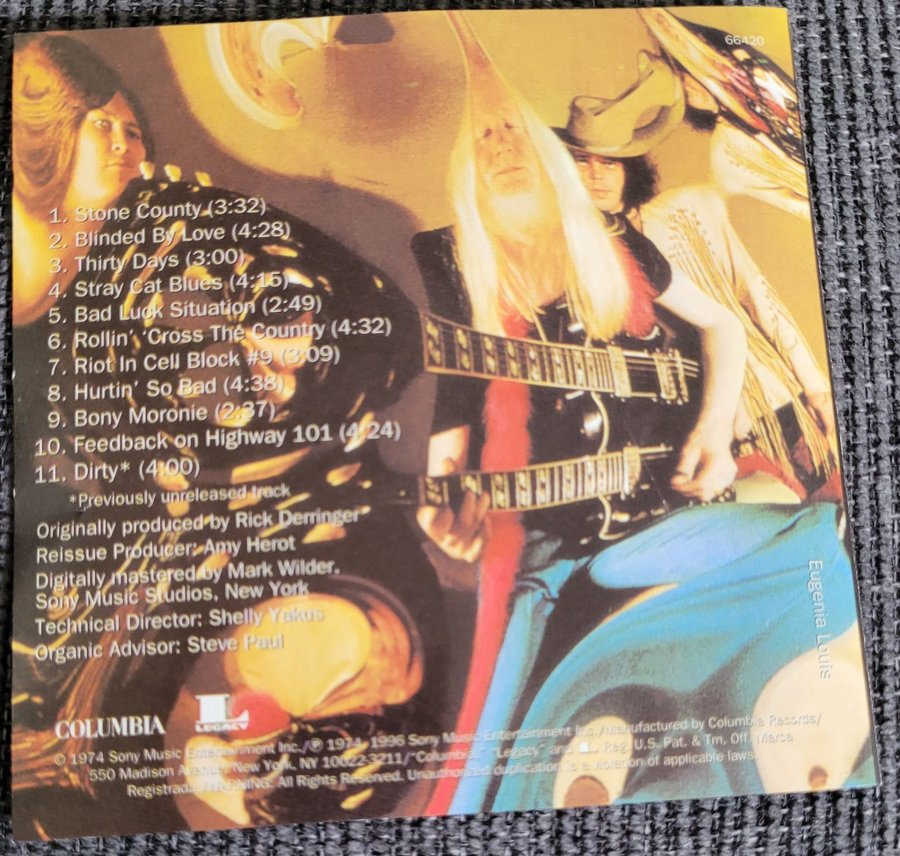 66420
1. Stone County (3:32)
2. Blinded By Love (4:28)
3. Thirty Days (3:00)
4. Stray Cat Blues (4:15)
5. Bad Luck Situation (2:49)
6. Rollin' 'Cross The Country (4:32)
7. Riot In Cell Block #9 (3:09)
8. Hurtin' So Bad (4:38)
9. Bony Moronie (2:37)
10. Feedback on Highway 101 (4:24)
11. Dirty* (4:00)
*Previously unreleased track
Originally produced by Rick Derringer
Reissue Producer: Amy Herot
Digitally mastered by Mark Wilder,
Sony Music Studios, New York
Technical Director: Shelly Yakus
Organic Advisor: Steve Paul
Eugenia Louis
COLUMBIA
L
LEGACY
© 1974 Sony Music Entertainment Inc./℗ 1974, 1996 Sony Music Entertainment Inc./Manufactured by Columbia Records/
550 Madison Avenue, New York, NY 10022-3211/"Columbia," "Legacy" and L Reg. U.S. Pat. & Tm. Off. Marca
Registrada./WARNING: All Rights Reserved. Unauthorized duplication is a violation of applicable laws.